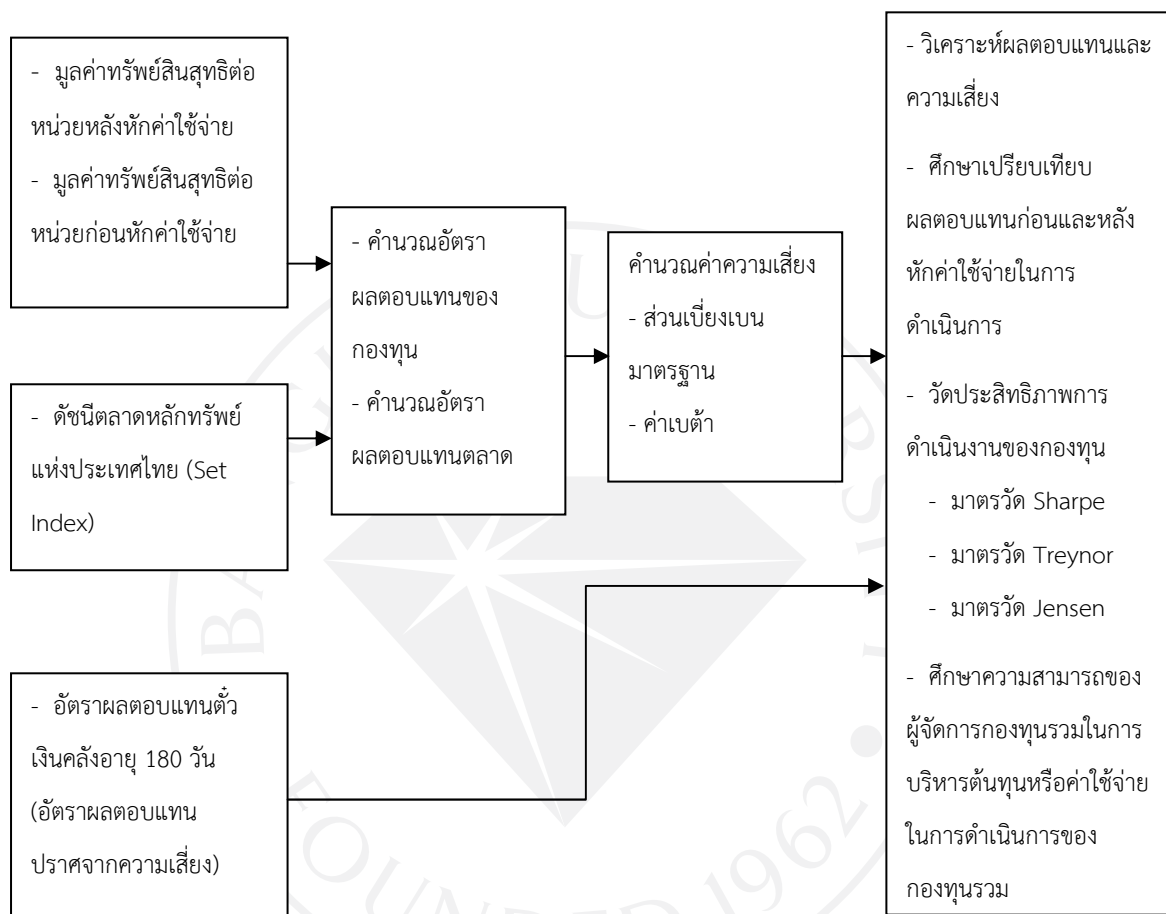 - มูลค่าทรัพย์สินสุทธิต่อ
หน่วยหลังหักค่าใช้จ่าย
- มูลค่าทรัพย์สินสุทธิต่อ
หน่วยก่อนหักค่าใช้จ่าย
- ดัชนีตลาดหลักทรัพย์
แห่งประเทศไทย (Set
Index)
- อัตราผลตอบแทนตั๋ว
เงินคลังอายุ 180 วัน
(อัตราผลตอบแทน
ปราศจากความเสี่ยง)
- คำนวณอัตรา
ผลตอบแทนของ
กองทุน
- คำนวณอัตรา
ผลตอบแทนตลาด
คำนวณค่าความเสี่ยง
- ส่วนเบี่ยงเบน
มาตรฐาน
- ค่าเบต้า
- วิเคราะห์ผลตอบแทนและ
ความเสี่ยง
- ศึกษาเปรียบเทียบ
ผลตอบแทนก่อนและหลัง
หักค่าใช้จ่ายในการ
ดำเนินการ
- วัดประสิทธิภาพการ
ดำเนินงานของกองทุน
- มาตรวัด Sharpe
- มาตรวัด Treynor
- มาตรวัด Jensen
- ศึกษาความสามารถของ
ผู้จัดการกองทุนรวมในการ
บริหารต้นทุนหรือค่าใช้จ่าย
ในการดำเนินการของ
กองทุนรวม
FOUNDED 1962